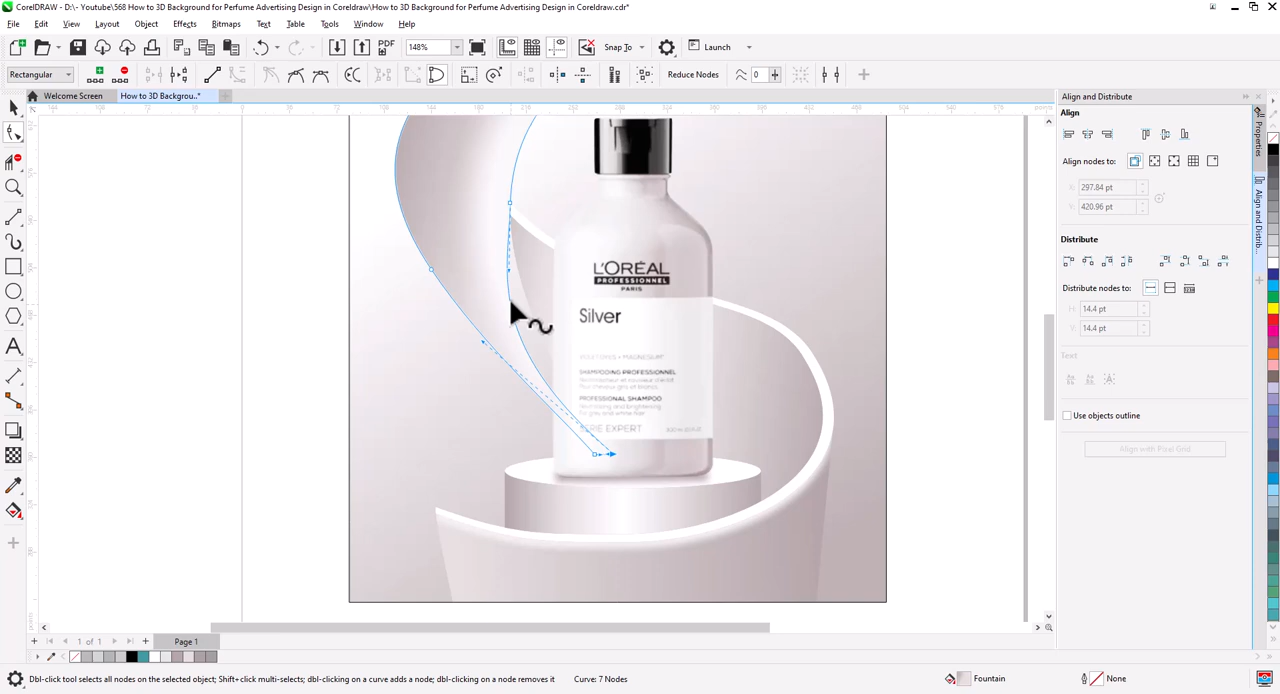 CorelDRAW - D:\- Youtube\568 How to 3D Background for Perfume Advertising Design in Coreldraw\How to 3D Background for Perfume Advertising Design in Coreldraw.cdr*
File Edit View Layout Object Effects Bitmaps Text Table Tools Window Help
PDF 148% Snap To Launch
Rectangular Reduce Nodes 0
Welcome Screen How to 3D Backgrou..*
Align and Distribute
Align
Align nodes to:
X: 297.84 pt
Y: 420.96 pt
Distribute
Distribute nodes to:
H: 14.4 pt
V: 14.4 pt
Text
Use objects outline
Align with Pixel Grid
Properties
Align and Distrib..
L'ORÉAL
PROFESSIONNEL
PARIS
Silver
SHAMPOOING PROFESSIONNEL
PROFESSIONAL SHAMPOO
SERIE EXPERT
1 of 1 Page 1
Dbl-click tool selects all nodes on the selected object; Shift+click multi-selects; dbl-clicking on a curve adds a node; dbl-clicking on a node removes it Curve: 7 Nodes Fountain None